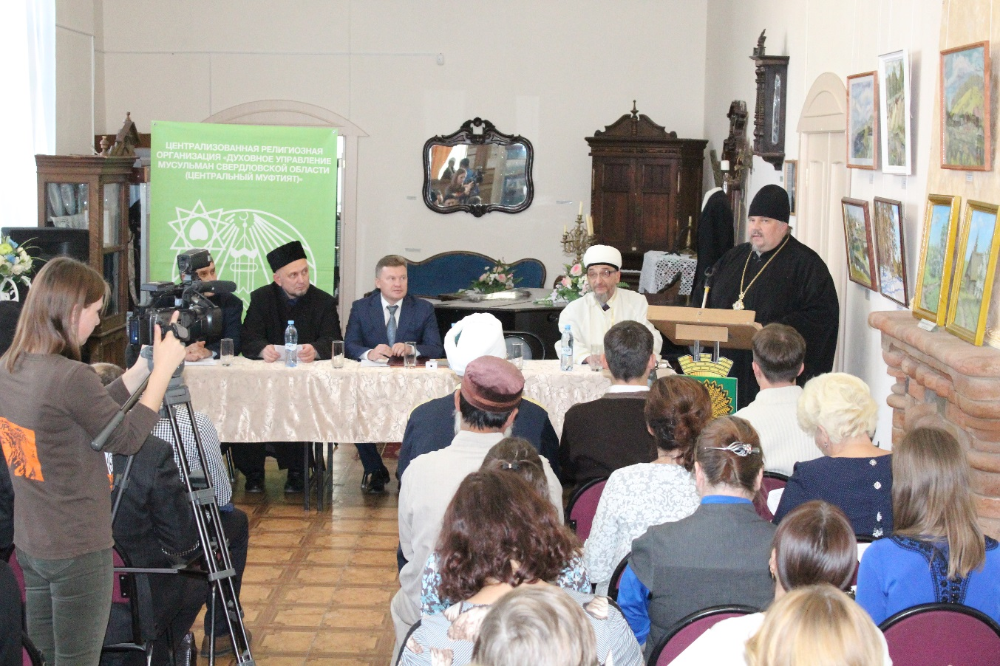 ЦЕНТРАЛИЗОВАННАЯ РЕЛИГИОЗНАЯ
ОРГАНИЗАЦИЯ «ДУХОВНОЕ УПРАВЛЕНИЕ
МУСУЛЬМАН СВЕРДЛОВСКОЙ ОБЛАСТИ
(ЦЕНТРАЛЬНЫЙ МУФТИЯТ)»